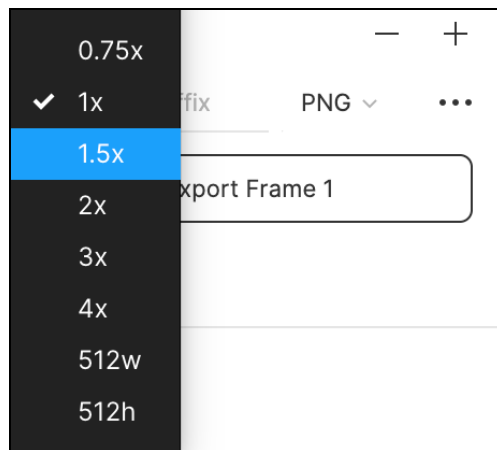 0.75x
1x ffix PNG
1.5x
2x xport Frame 1
3x
4x
512w
512h